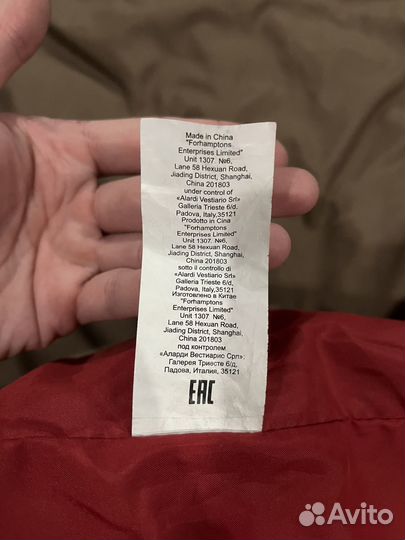 Made in China
"Forhamptons
Enterprises Limited"
Unit 1307. №6,
Lane 58 Hexuan Road,
Jiading District, Shanghai,
China 201803
under control of
«Alardi Vestiario Srl»
Galleria Trieste 6/d,
Padova, Italy,35121
Prodotto in Cina
"Forhamptons
Enterprises Limited"
Unit 1307. №6,
Lane 58 Hexuan Road,
Jiading District, Shanghai,
China 201803
sotto il controllo di
«Alardi Vestiario Srl»
Galleria Trieste 6/d,
Padova, Italy,35121
Изготовлено в Китае
"Forhamptons
Enterprises Limited"
Unit 1307 №6,
Lane 58 Hexuan Road,
Jiading District, Shanghai,
China 201803
под контролем
«Аларди Вестиарио Срл»:
Галерея Триесте 6/д,
Падова, Италия, 35121
EAC
Avito